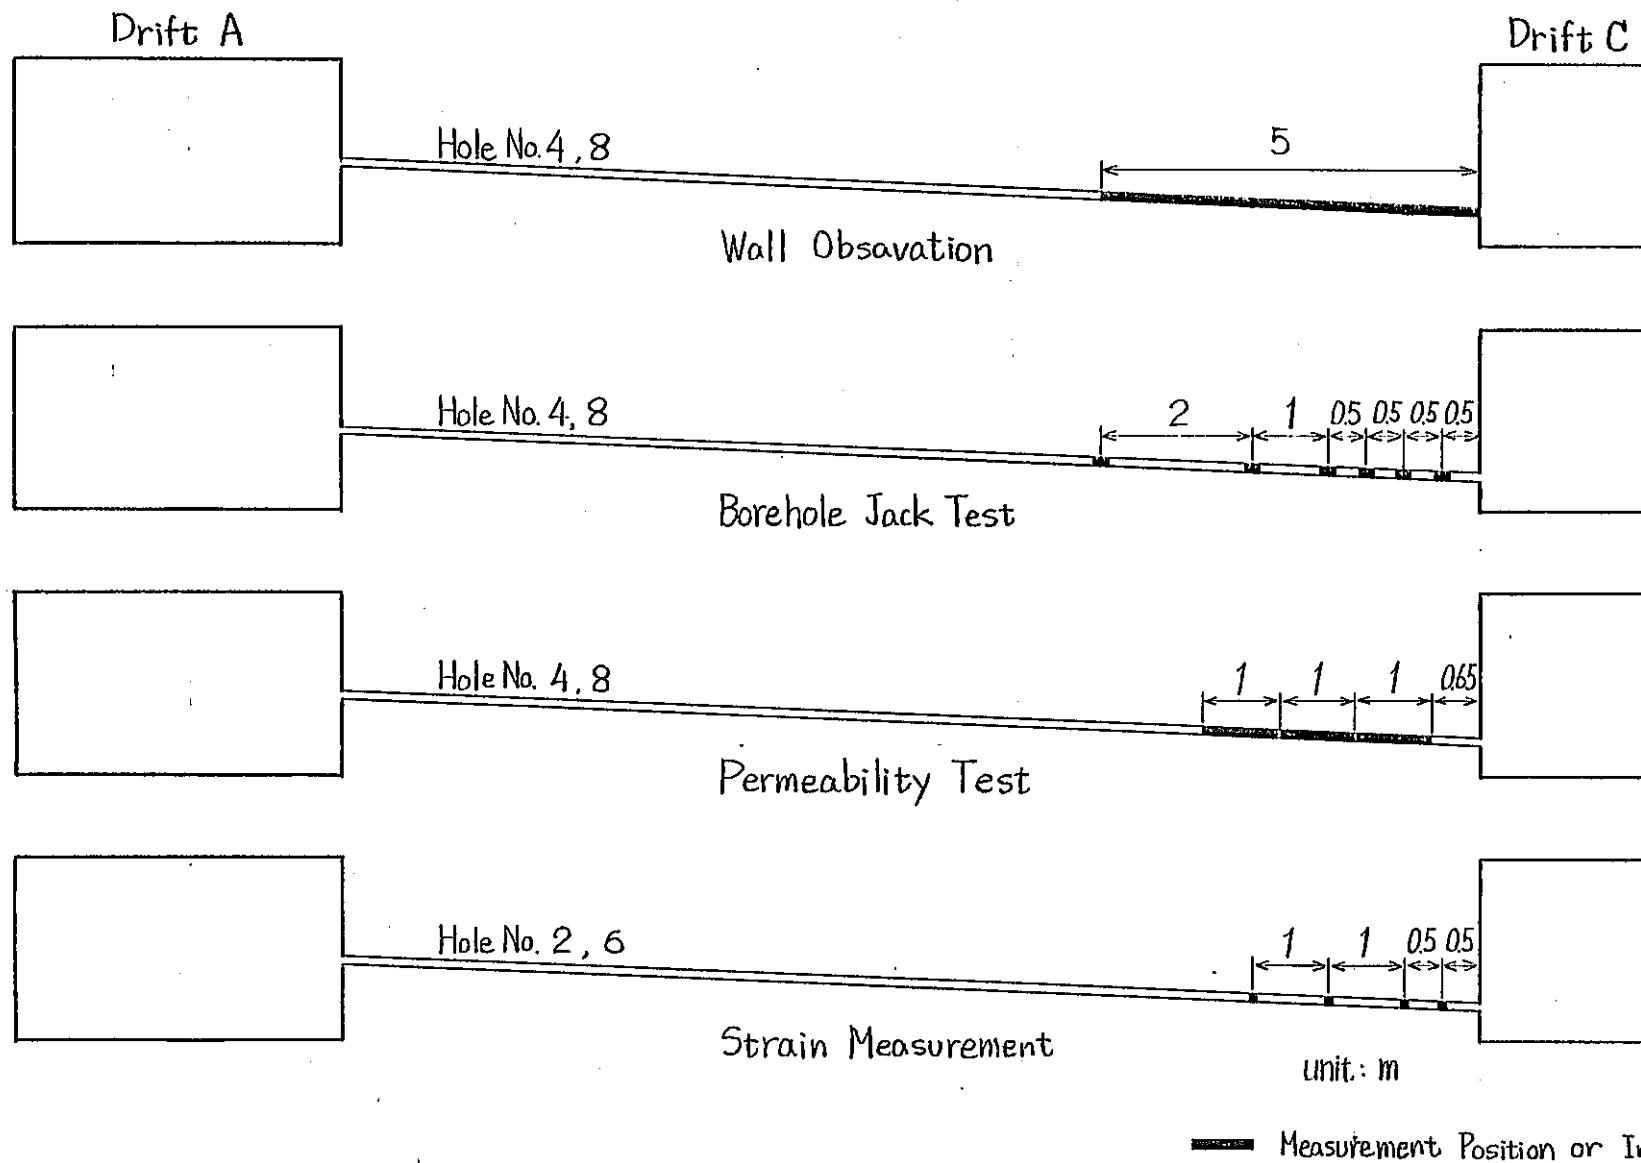 Drift A
Drift C
Hole No. 4, 8
5
Wall Obsavation
Hole No. 4, 8
2 1 0.5 0.5 0.5 0.5
Borehole Jack Test
Hole No. 4, 8
1 1 1 0.65
Permeability Test
Hole No. 2, 6
1 1 0.5 0.5
Strain Measurement
unit: m
Measurement Position or In